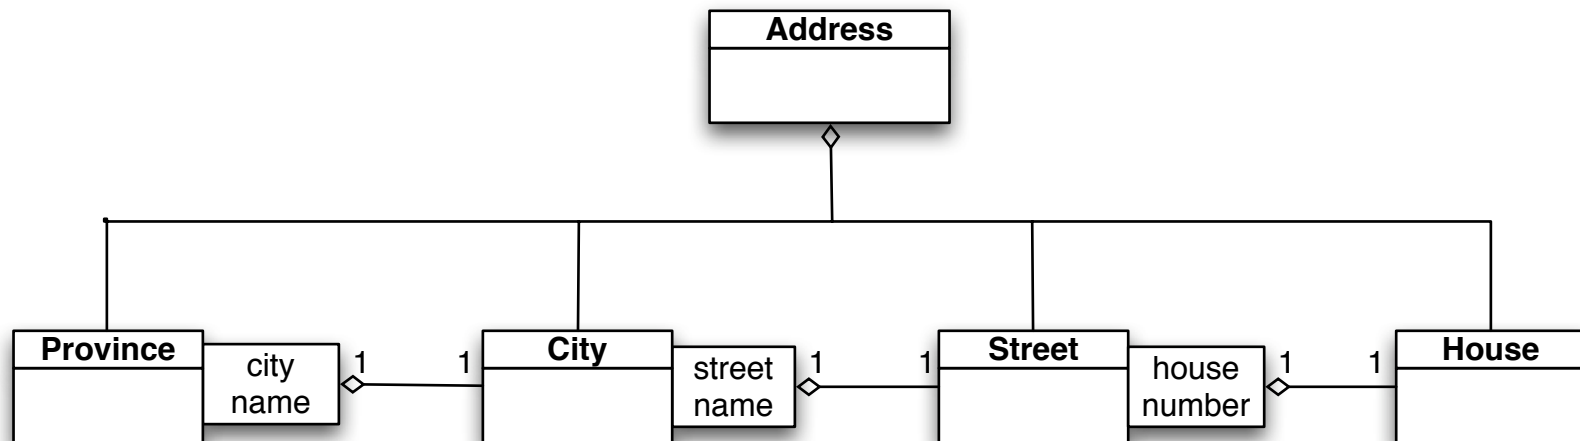 Address
Province
city
name
1
1
City
street
name
1
1
Street
house
number
1
1
House